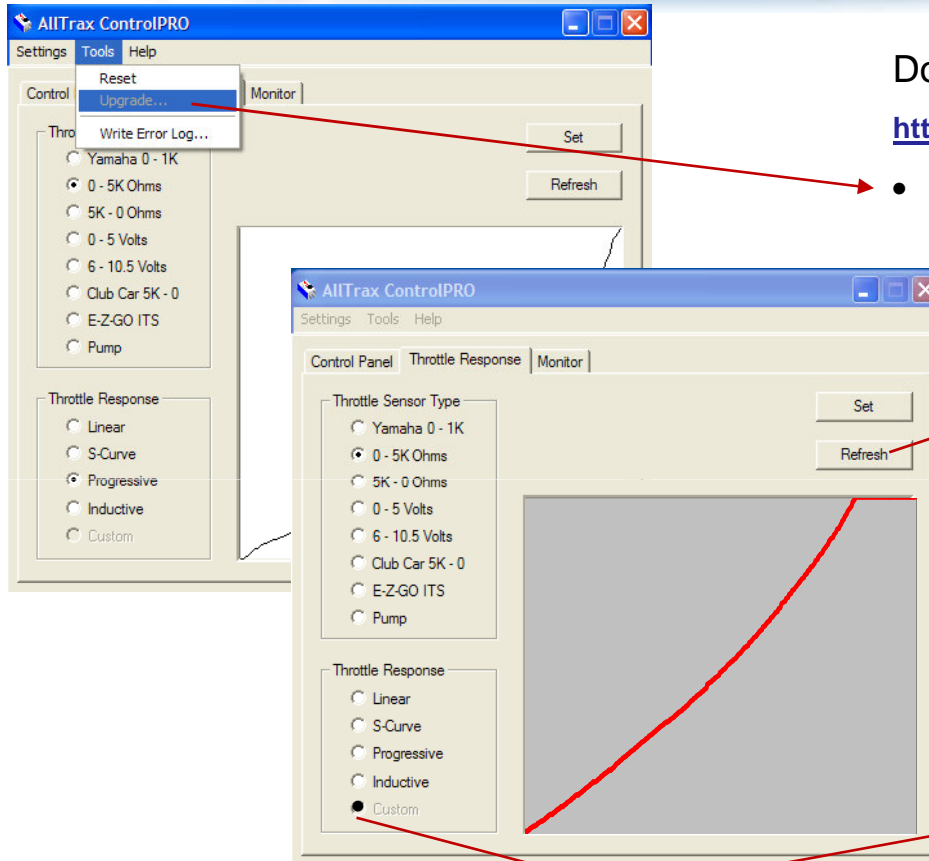 AllTrax ControlPRO
Settings Tools Help
Reset
Upgrade...
Write Error Log...
Control
Monitor
Thro
Yamaha 0 - 1K
0 - 5K Ohms
5K - 0 Ohms
0 - 5 Volts
6 - 10.5 Volts
Club Car 5K - 0
E-Z-GO ITS
Pump
Throttle Response
Linear
S-Curve
Progressive
Inductive
Custom
Set
Refresh
Do
htt
•
AllTrax ControlPRO
Settings Tools Help
Control Panel Throttle Response Monitor
Throttle Sensor Type
Yamaha 0 - 1K
0 - 5K Ohms
5K - 0 Ohms
0 - 5 Volts
6 - 10.5 Volts
Club Car 5K - 0
E-Z-GO ITS
Pump
Throttle Response
Linear
S-Curve
Progressive
Inductive
Custom
Set
Refresh